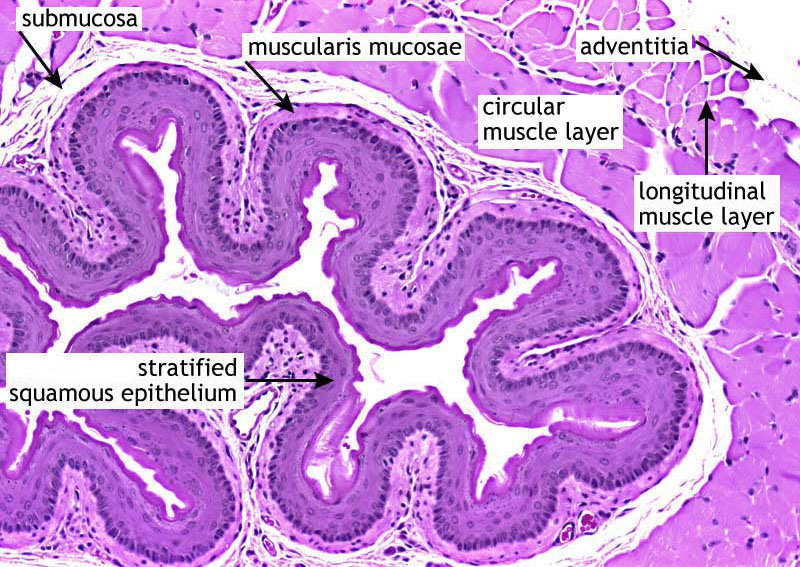 submucosa
muscularis mucosae
adventitia
circular
muscle layer
longitudinal
muscle layer
stratified
squamous epithelium